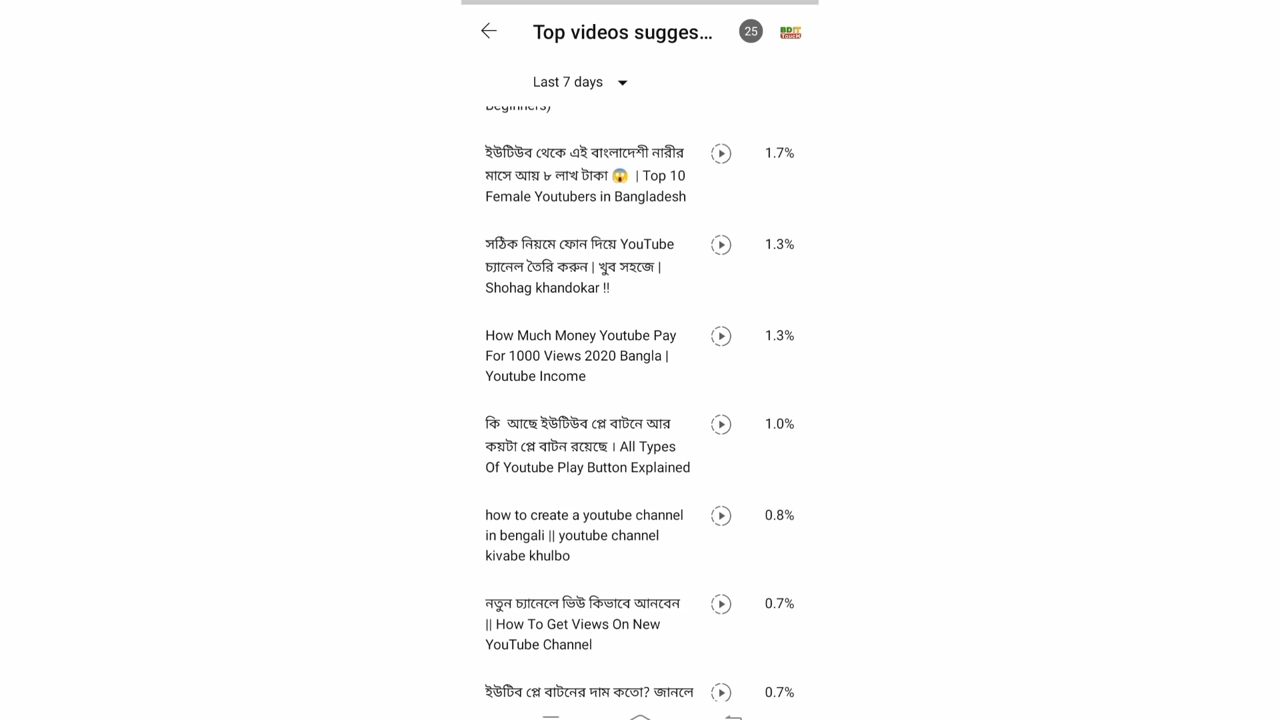 Top videos sugges...
25
BD IT
Touch
Last 7 days
Beginners)
ইউটিউব থেকে এই বাংলাদেশী নারীর
1.7%
মাসে আয় ৮ লাখ টাকা 😱 | Top 10
Female Youtubers in Bangladesh
সঠিক নিয়মে ফোন দিয়ে YouTube
1.3%
চ্যানেল তৈরি করুন | খুব সহজে |
Shohag khandokar !!
How Much Money Youtube Pay
1.3%
For 1000 Views 2020 Bangla |
Youtube Income
কি আছে ইউটিউব প্লে বাটনে আর
1.0%
কয়টা প্লে বাটন রয়েছে । All Types
Of Youtube Play Button Explained
how to create a youtube channel
0.8%
in bengali || youtube channel
kivabe khulbo
নতুন চ্যানেলে ভিউ কিভাবে আনবেন
0.7%
|| How To Get Views On New
YouTube Channel
ইউটিব প্লে বাটনের দাম কতো? জানলে
0.7%